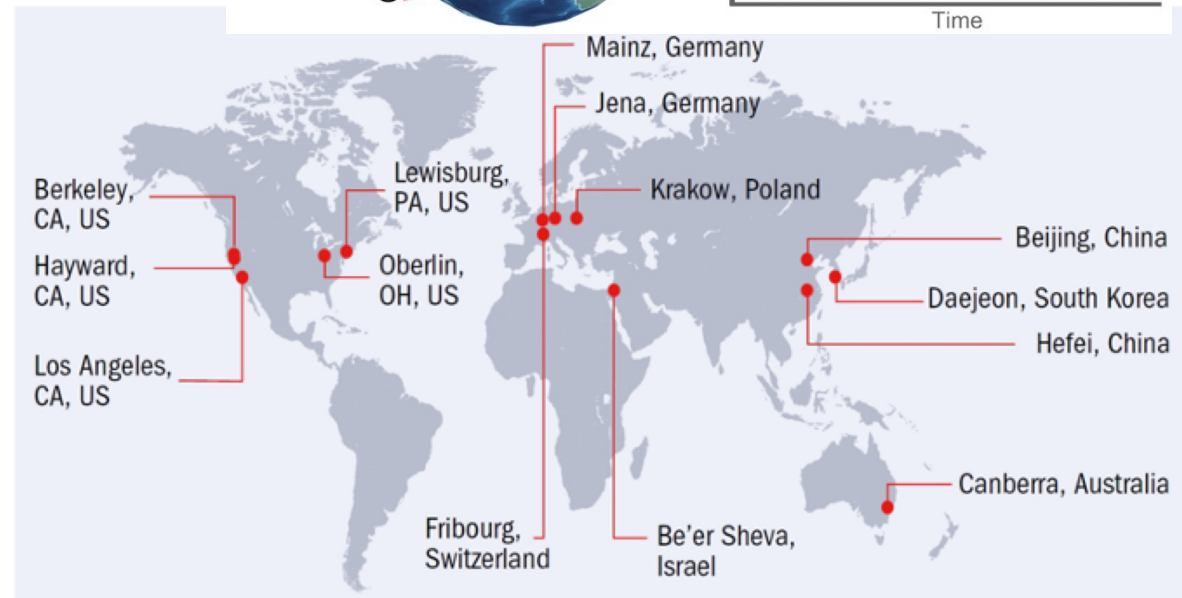 Time
Mainz, Germany
Jena, Germany
Lewisburg,
PA, US
Krakow, Poland
Berkeley,
CA, US
Beijing, China
Hayward,
CA, US
Oberlin,
OH, US
Daejeon, South Korea
Hefei, China
Los Angeles,
CA, US
Canberra, Australia
Fribourg,
Switzerland
Be’er Sheva,
Israel